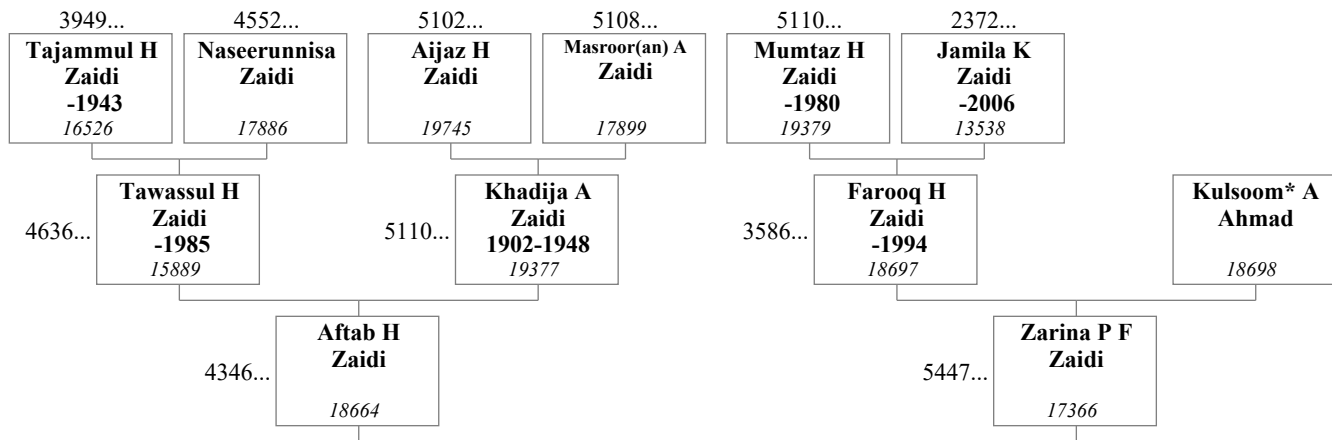 3949...
4552...
5102...
5108...
5110...
2372...
Tajammul H
Zaidi
-1943
16526
Naseerunnisa
Zaidi
17886
Aijaz H
Zaidi
19745
Masroor(an) A
Zaidi
17899
Mumtaz H
Zaidi
-1980
19379
Jamila K
Zaidi
-2006
13538
4636...
Tawassul H
Zaidi
-1985
15889
5110...
Khadija A
Zaidi
1902-1948
19377
3586...
Farooq H
Zaidi
-1994
18697
Kulsoom* A
Ahmad
18698
4346...
Aftab H
Zaidi
18664
5447...
Zarina P F
Zaidi
17366